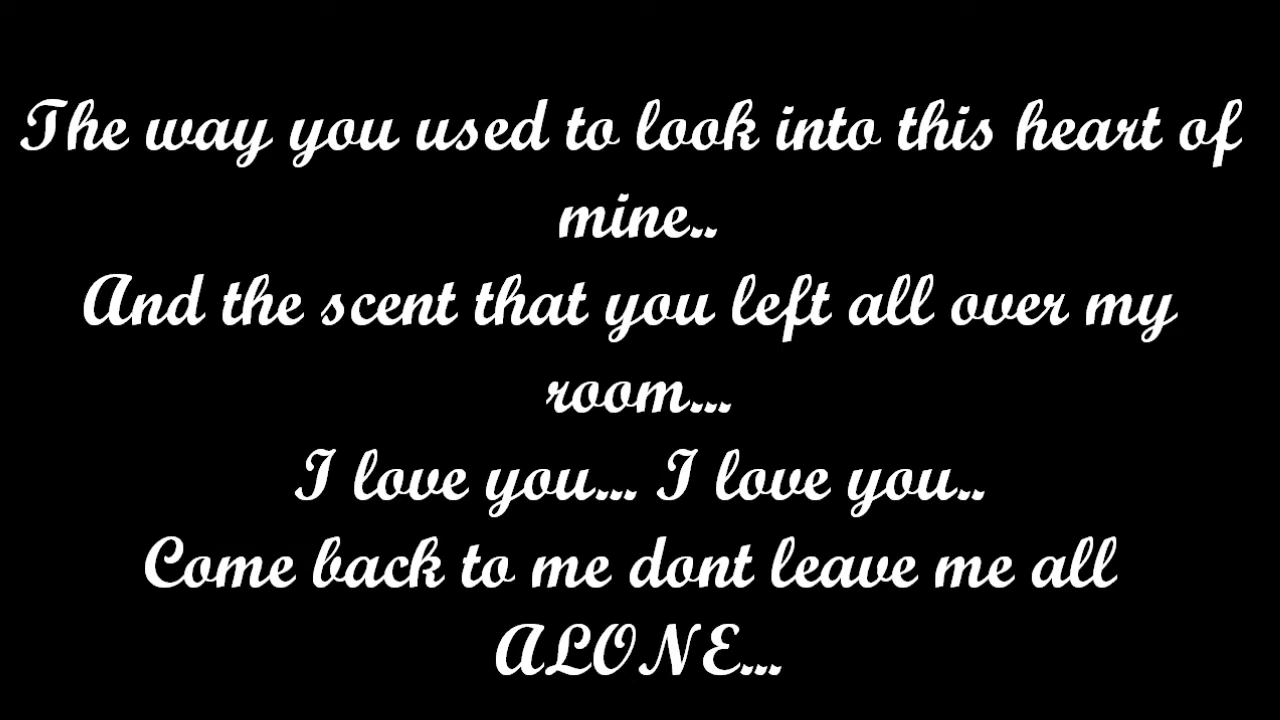 The way you used to look into this heart of
mine..
And the scent that you left all over my
room...
I love you... I love you..
Come back to me dont leave me all
ALONE...